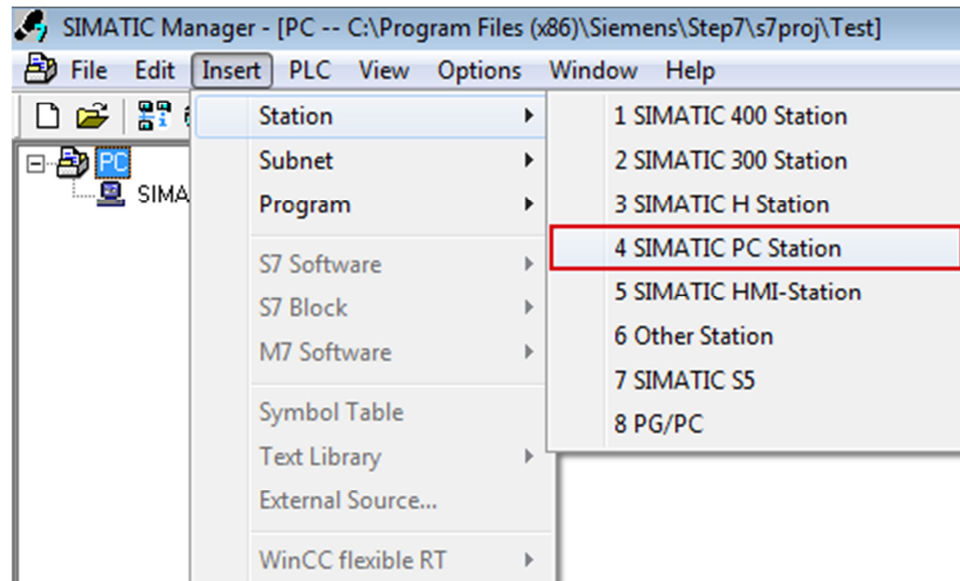 SIMATIC Manager - [PC -- C:\Program Files (x86)\Siemens\Step7\s7proj\Test]
File Edit Insert PLC View Options Window Help
PC
SIMA
Station
Subnet
Program
S7 Software
S7 Block
M7 Software
Symbol Table
Text Library
External Source...
WinCC flexible RT
1 SIMATIC 400 Station
2 SIMATIC 300 Station
3 SIMATIC H Station
4 SIMATIC PC Station
5 SIMATIC HMI-Station
6 Other Station
7 SIMATIC S5
8 PG/PC